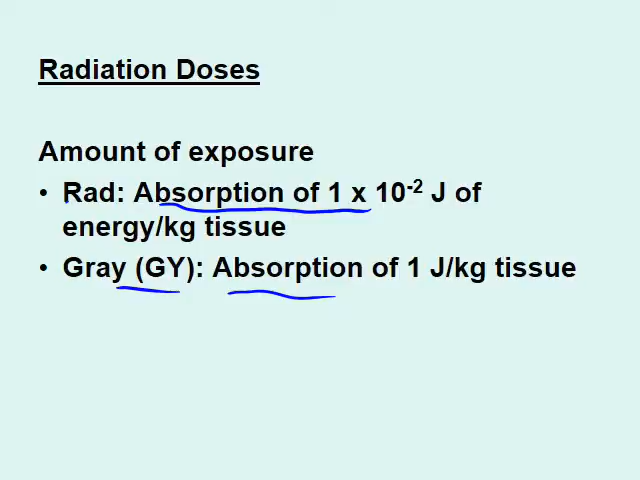 Radiation Doses
Amount of exposure
• Rad: Absorption of 1 x 10⁻² J of
energy/kg tissue
• Gray (GY): Absorption of 1 J/kg tissue